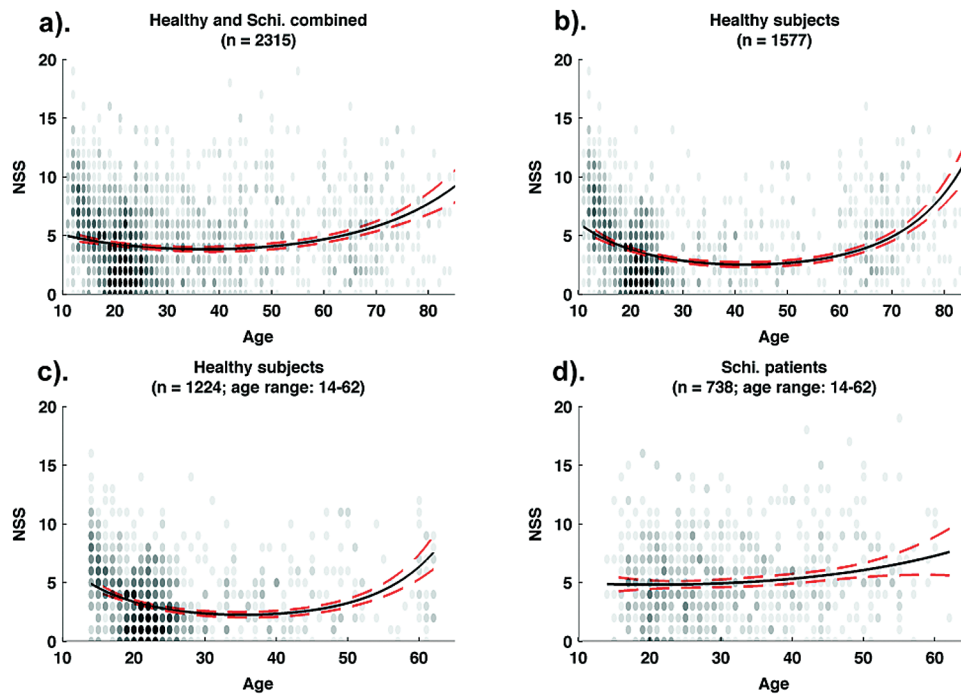 a).
Healthy and Schi. combined
(n = 2315)
20
15
10
5
0
NSS
10 20 30 40 50 60 70 80
Age
b).
Healthy subjects
(n = 1577)
20
15
10
5
0
NSS
10 20 30 40 50 60 70 80
Age
c).
Healthy subjects
(n = 1224; age range: 14-62)
20
15
10
5
0
NSS
10 20 30 40 50 60
Age
d).
Schi. patients
(n = 738; age range: 14-62)
20
15
10
5
0
NSS
10 20 30 40 50 60
Age